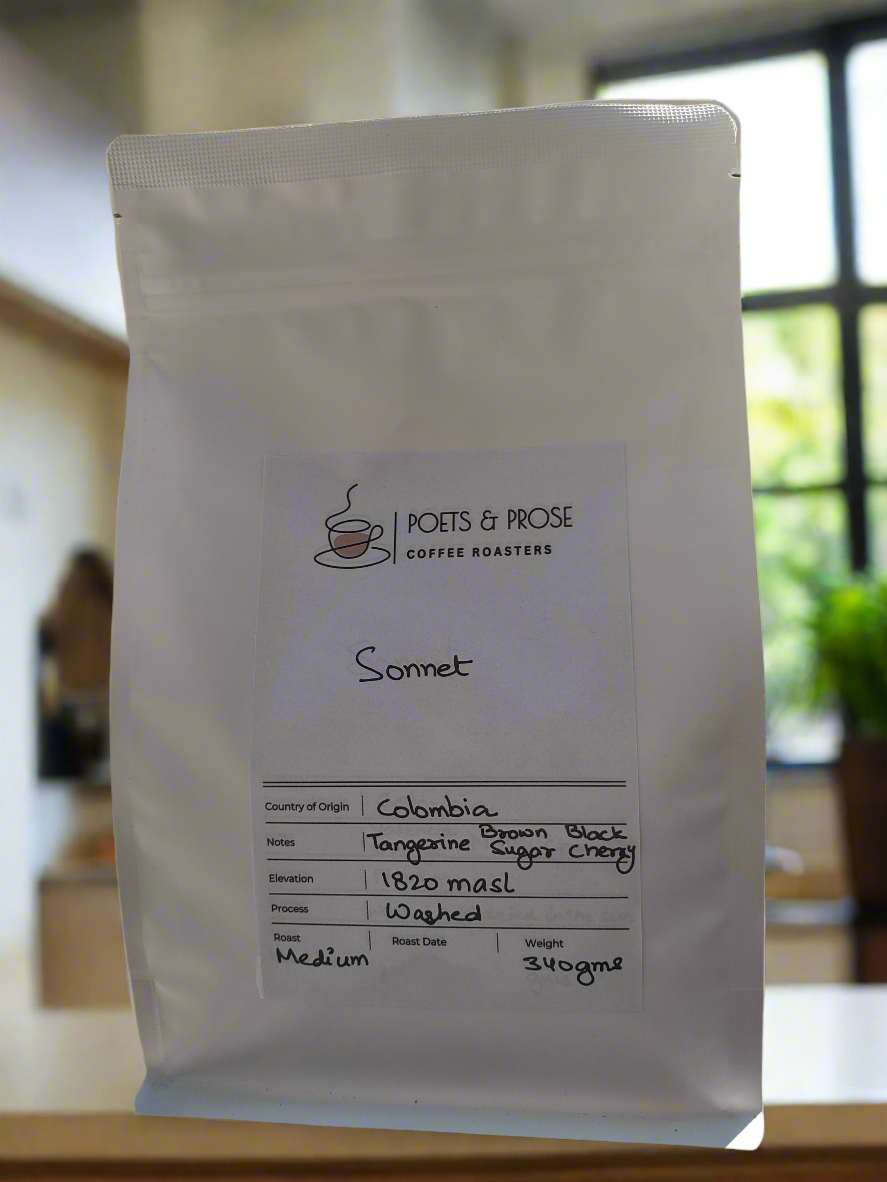 POETS & PROSE
COFFEE ROASTERS
Sonnet
Country of Origin Colombia
Notes Tangerine Brown Sugar Black Cherry
Elevation 1820 masl
Process Washed
Roast Roast Date Weight
Medium 340gms